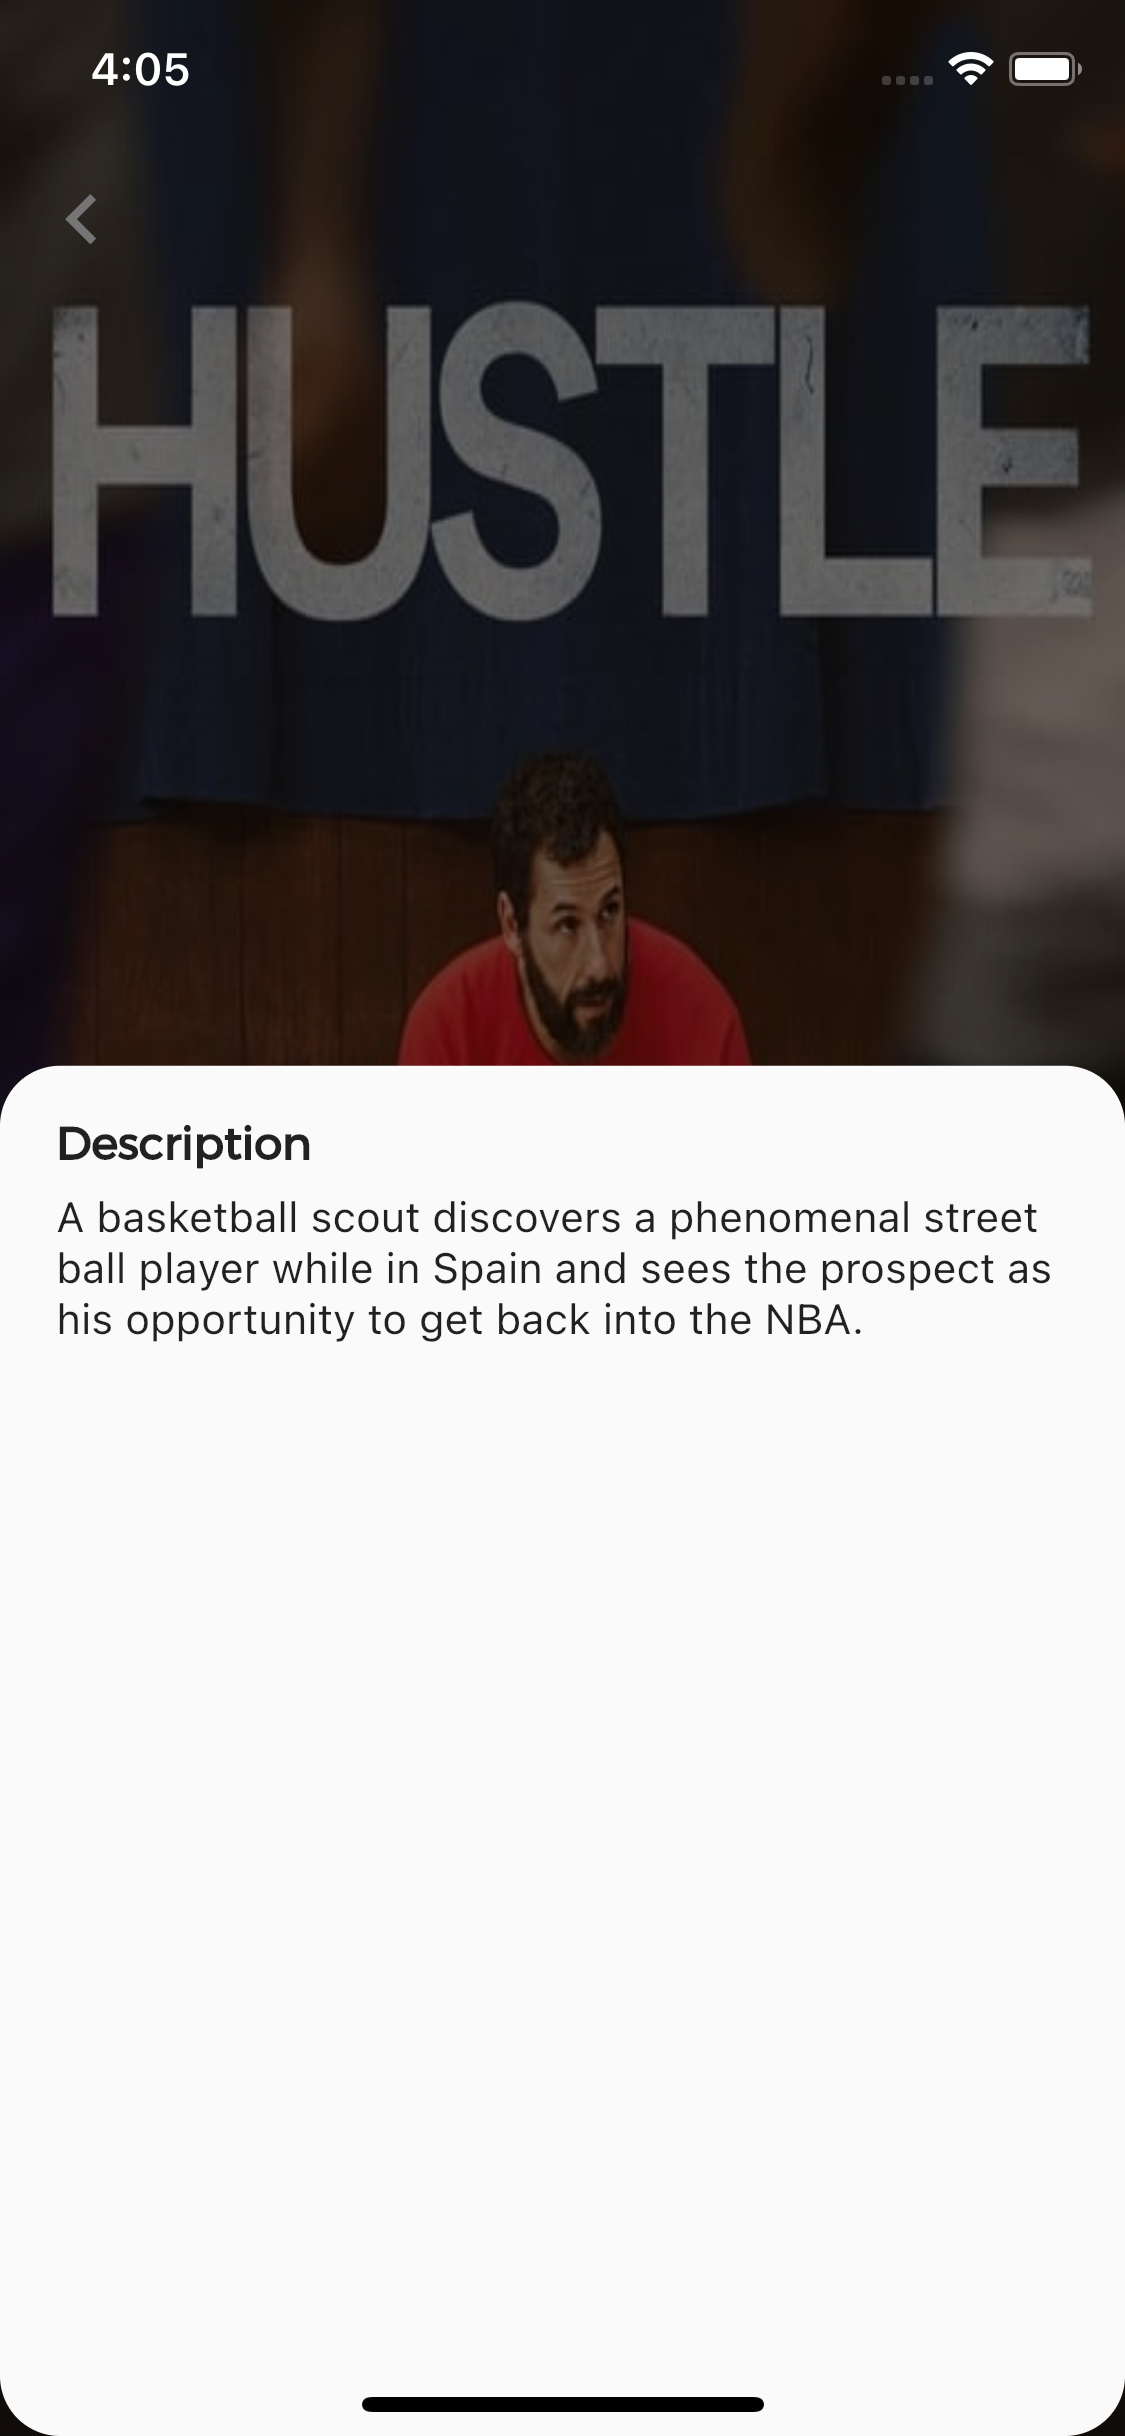 4:05
HUSTLE
Description
A basketball scout discovers a phenomenal street
ball player while in Spain and sees the prospect as
his opportunity to get back into the NBA.